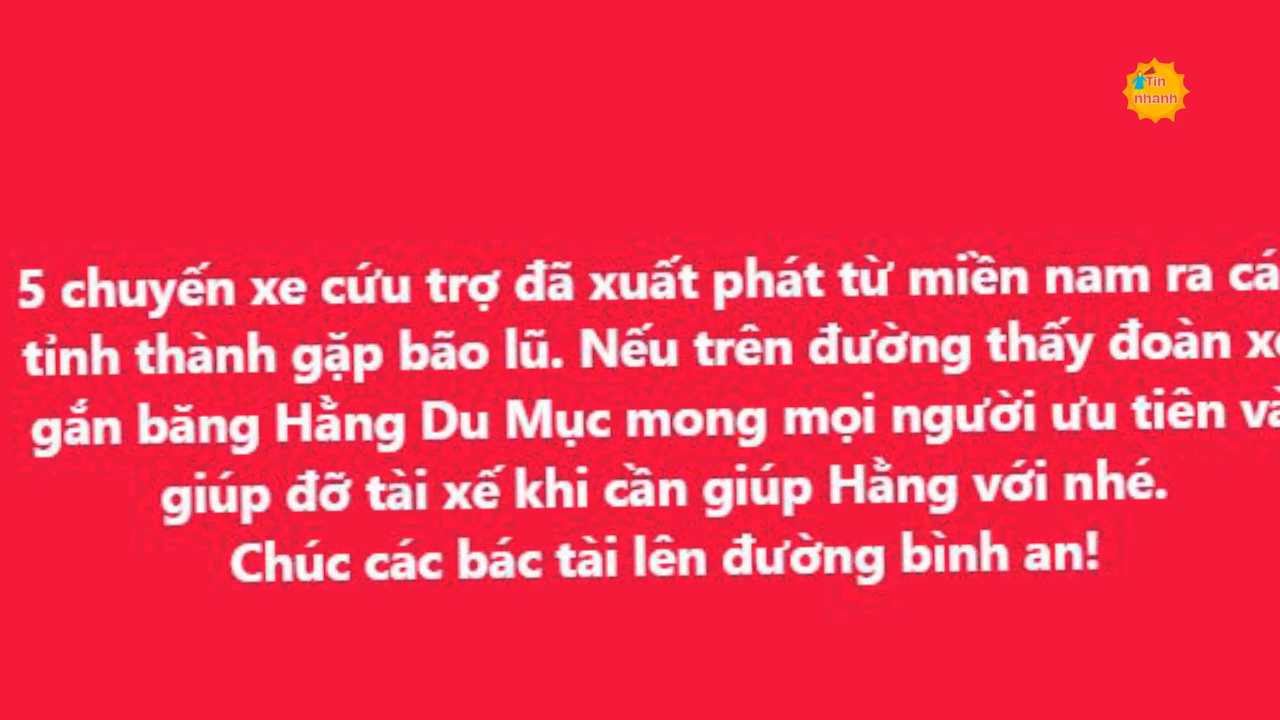 Tin
nhanh
5 chuyến xe cứu trợ đã xuất phát từ miền nam ra cá
tỉnh thành gặp bão lũ. Nếu trên đường thấy đoàn x
gắn băng Hằng Du Mục mong mọi người ưu tiên và
giúp đỡ tài xế khi cần giúp Hằng với nhé.
Chúc các bác tài lên đường bình an!